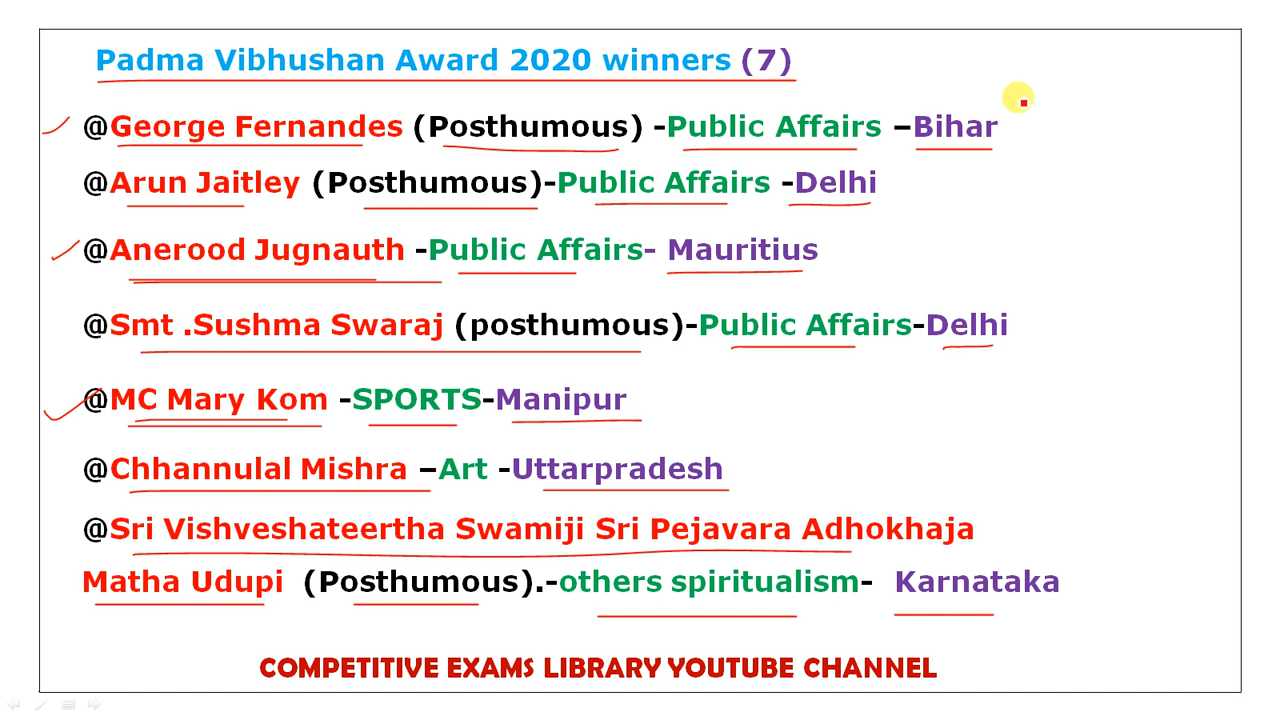 Padma Vibhushan Award 2020 winners (7)
@George Fernandes (Posthumous) -Public Affairs –Bihar
@Arun Jaitley (Posthumous)-Public Affairs -Delhi
@Anerood Jugnauth -Public Affairs- Mauritius
@Smt .Sushma Swaraj (posthumous)-Public Affairs-Delhi
@MC Mary Kom -SPORTS-Manipur
@Chhannulal Mishra –Art -Uttarpradesh
@Sri Vishveshateertha Swamiji Sri Pejavara Adhokhaja
Matha Udupi (Posthumous).-others spiritualism- Karnataka
COMPETITIVE EXAMS LIBRARY YOUTUBE CHANNEL